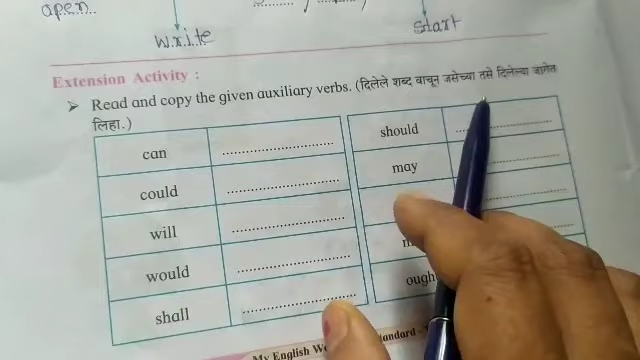 open
write
start
Extension Activity :
➤ Read and copy the given auxiliary verbs. (दिलेले शब्द वाचून जसेच्या तसे दिलेल्या जागेत
लिहा.)
can should
could may
will
would
shall
My English